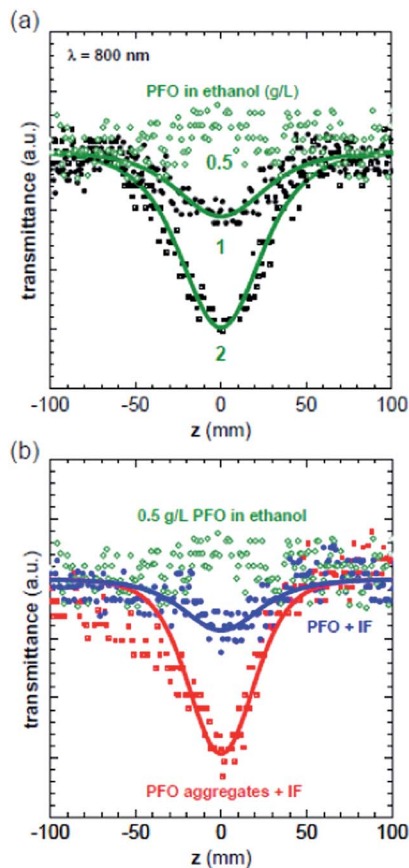 (a)
λ = 800 nm
PFO in ethanol (g/L)
0.5
1
2
transmittance (a.u.)
-100 -50 0 50 100
z (mm)
(b)
0.5 g/L PFO in ethanol
PFO + IF
PFO aggregates + IF
transmittance (a.u.)
-100 -50 0 50 100
z (mm)